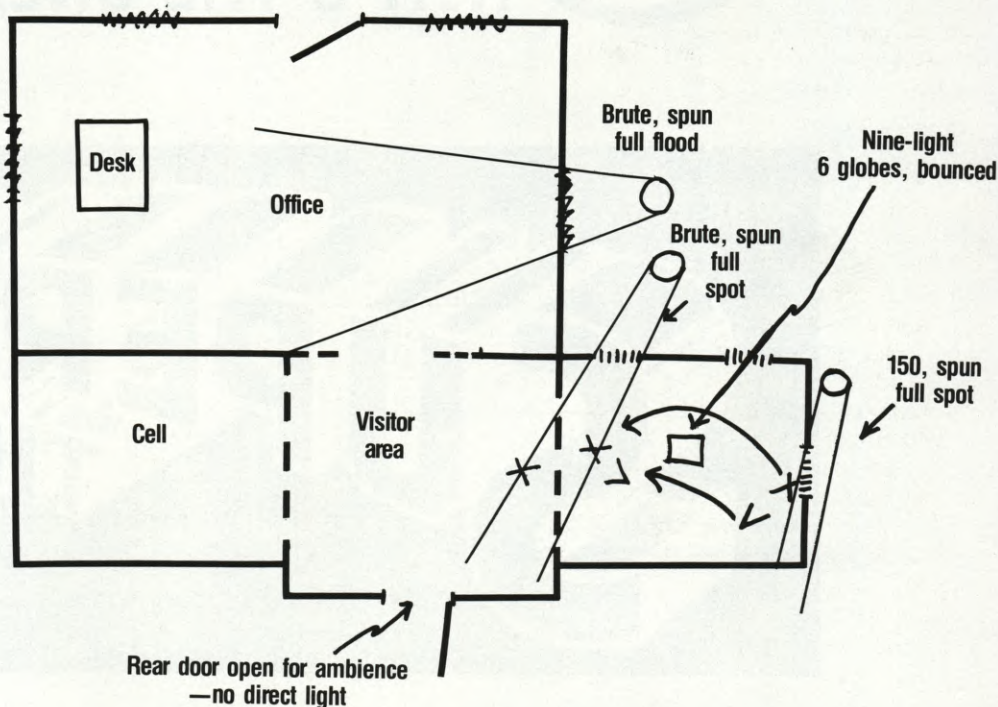 Brute, spun
full flood
Nine-light
6 globes, bounced
Desk
Office
Brute, spun
full
spot
150, spun
full spot
Cell
Visitor
area
Rear door open for ambience
—no direct light